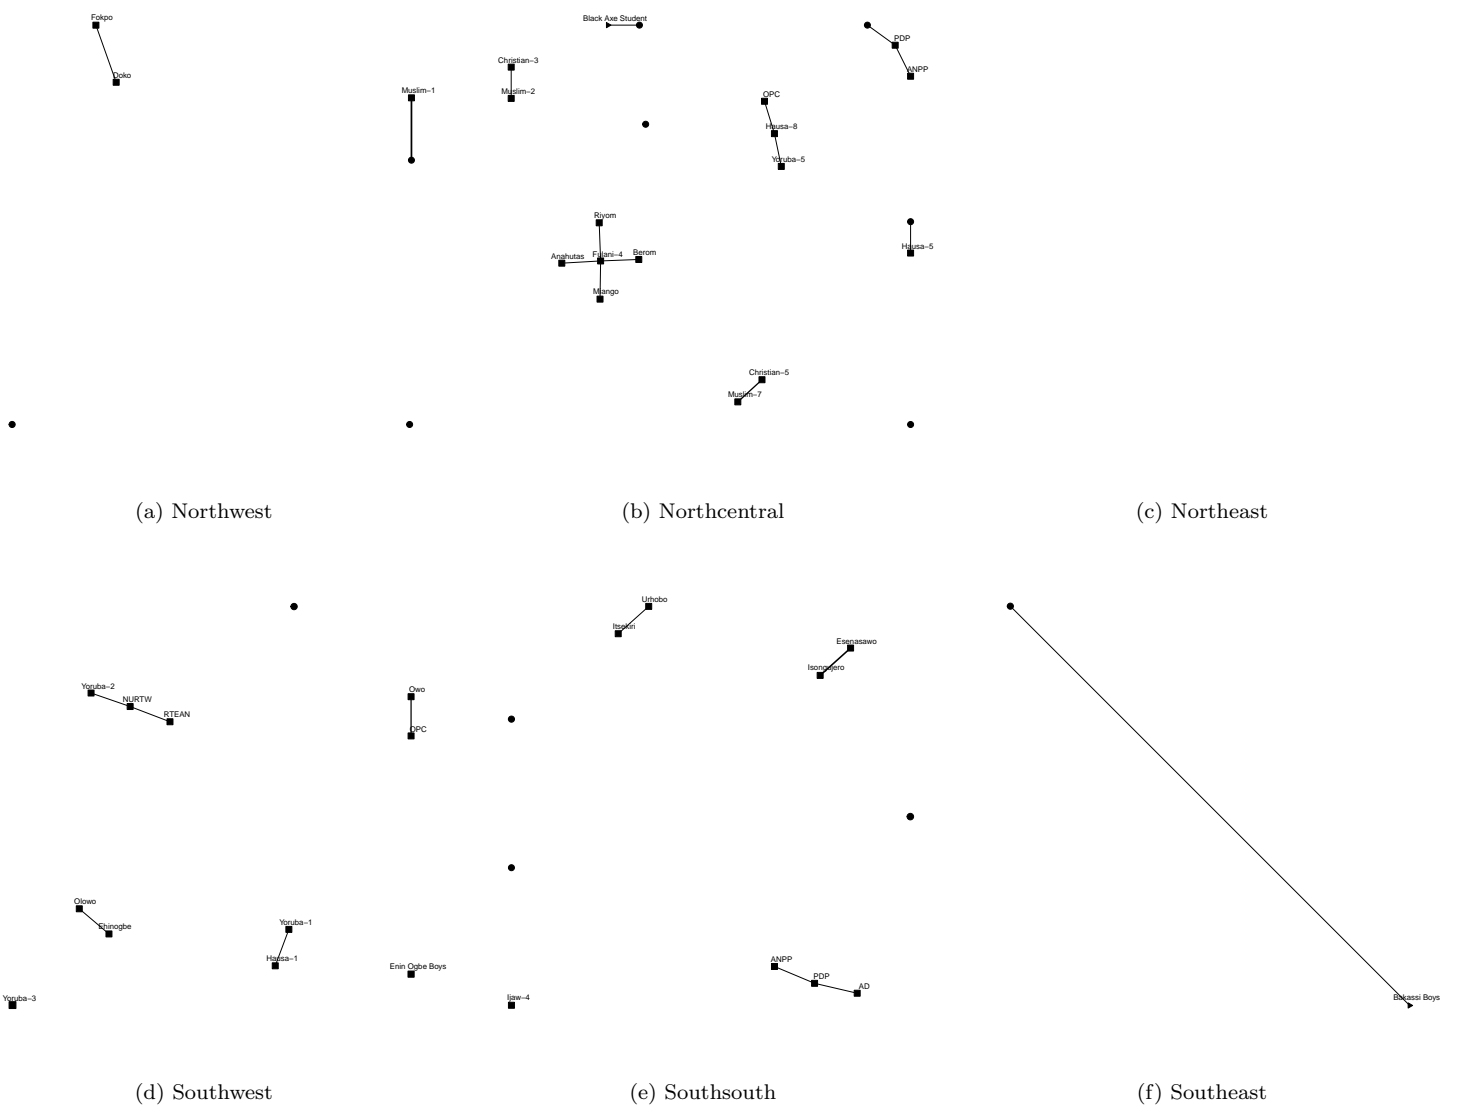 Fokpo
Doko
Muslim−1
(a) Northwest
Black Axe Student
Christian−3
Muslim−2
PDP
ANPP
OPC
Hausa−8
Yoruba−5
Riyom
Anahutas
Fulani−4
Berom
Miango
Hausa−5
Christian−5
Muslim−7
(b) Northcentral
(c) Northeast
Yoruba−2
NURTW
RTEAN
Owo
OPC
Olowo
Ehinogbe
Yoruba−1
Hausa−1
Enin Ogbe Boys
Yoruba−3
(d) Southwest
Urhobo
Itsekiri
Esenasawo
Isongujero
ANPP
PDP
AD
Ijaw−4
(e) Southsouth
Bakassi Boys
(f) Southeast